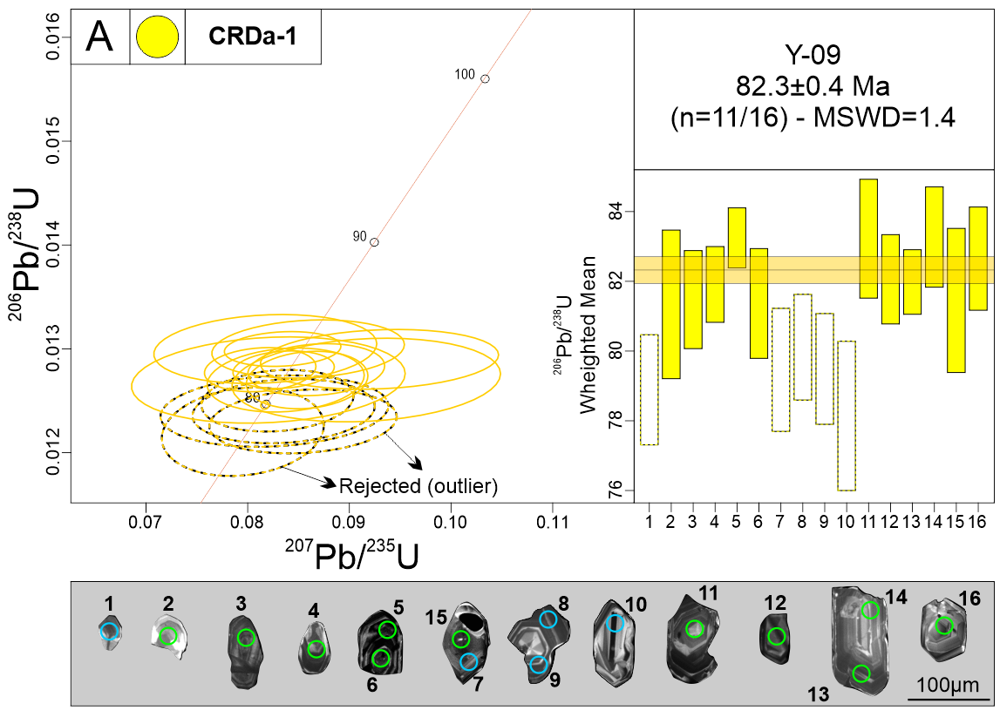 A
CRDa-1
0.016
0.015
0.014
0.013
0.012
²⁰⁶Pb/²³⁸U
100
90
80
Rejected (outlier)
0.07 0.08 0.09 0.10 0.11
²⁰⁷Pb/²³⁵U
Y-09
82.3±0.4 Ma
(n=11/16) - MSWD=1.4
²⁰⁶Pb/²³⁸U
Wheighted Mean
84
82
80
78
76
1 2 3 4 5 6 7 8 9 10 11 12 13 14 15 16
1 2 3 4 5 6 15 7 8 9 10 11 12 13 14 16
100µm